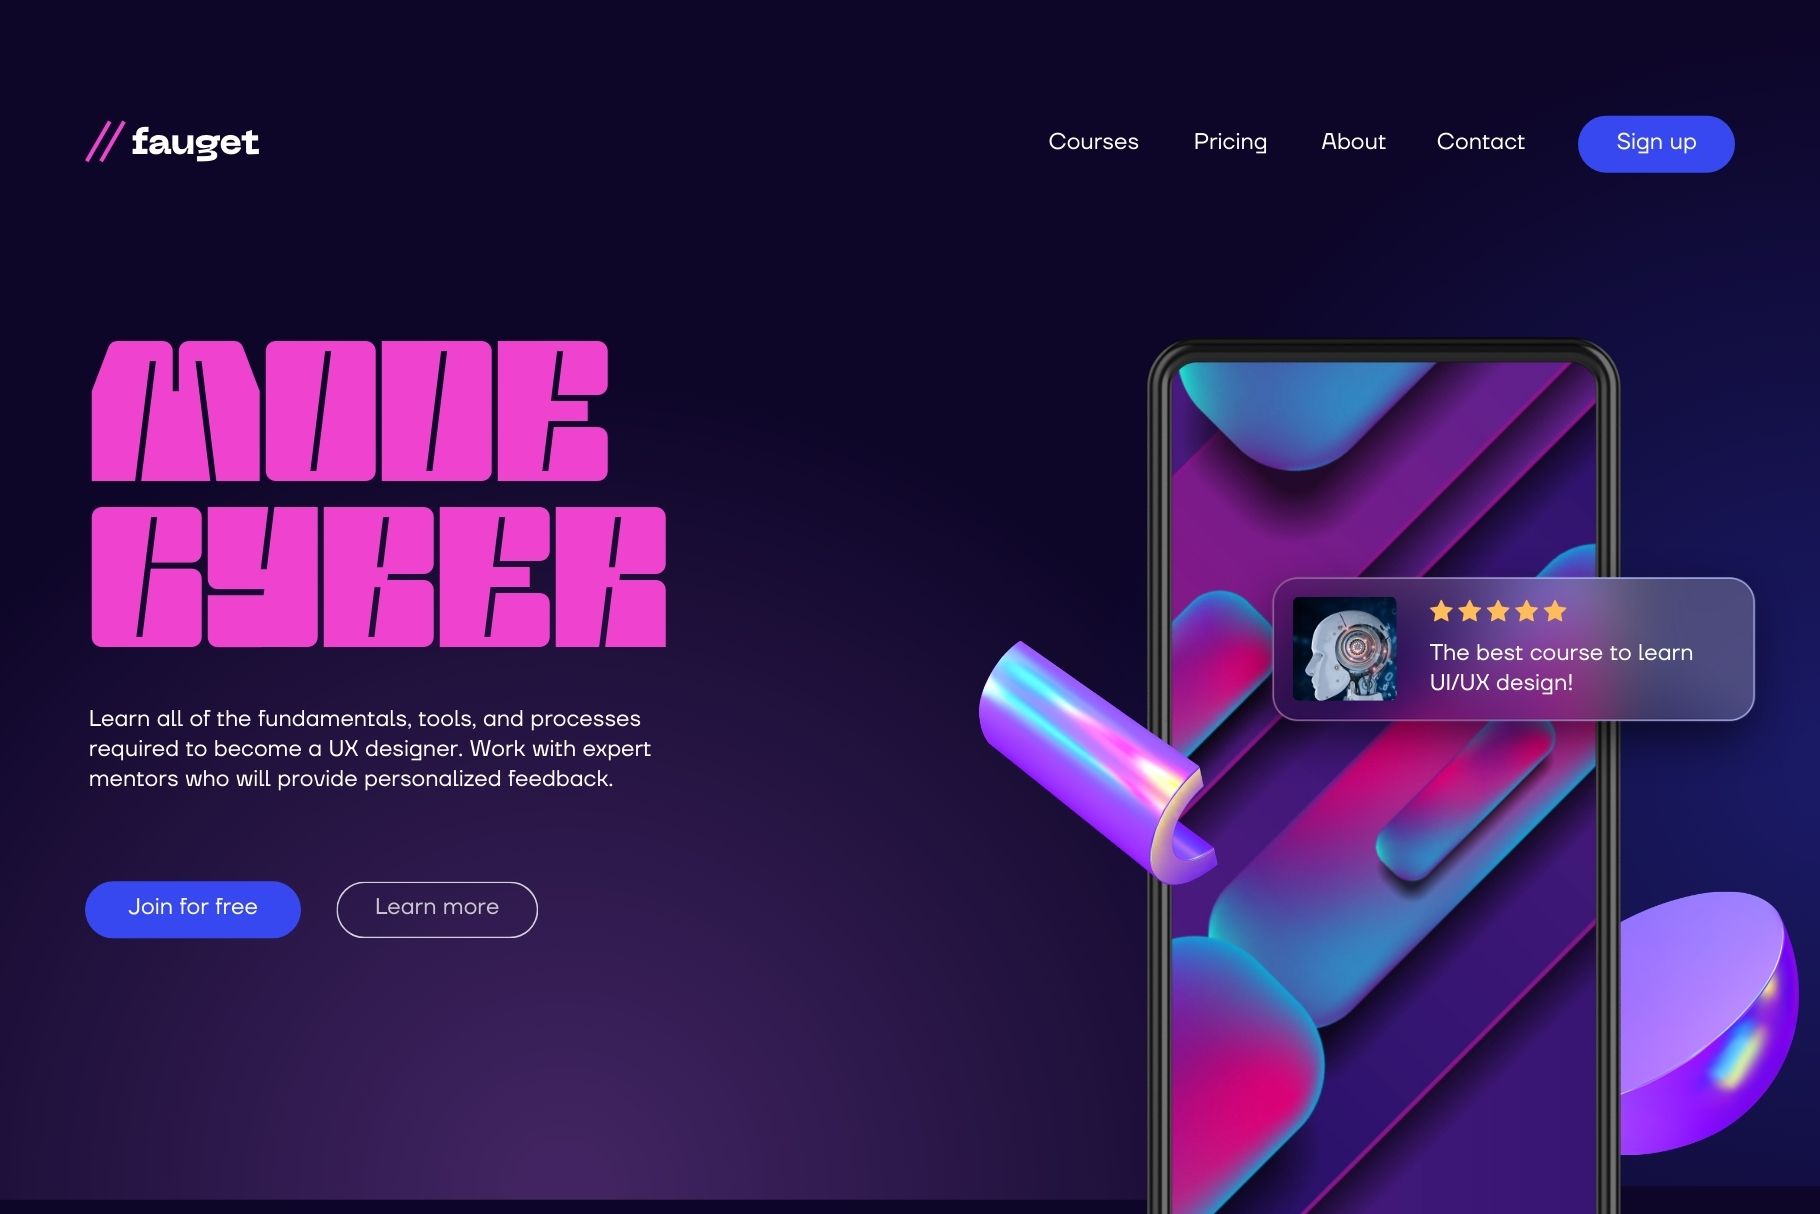 // fauget
Courses Pricing About Contact Sign up
MODE
CYBER
Learn all of the fundamentals, tools, and processes
required to become a UX designer. Work with expert
mentors who will provide personalized feedback.
Join for free Learn more
The best course to learn
UI/UX design!